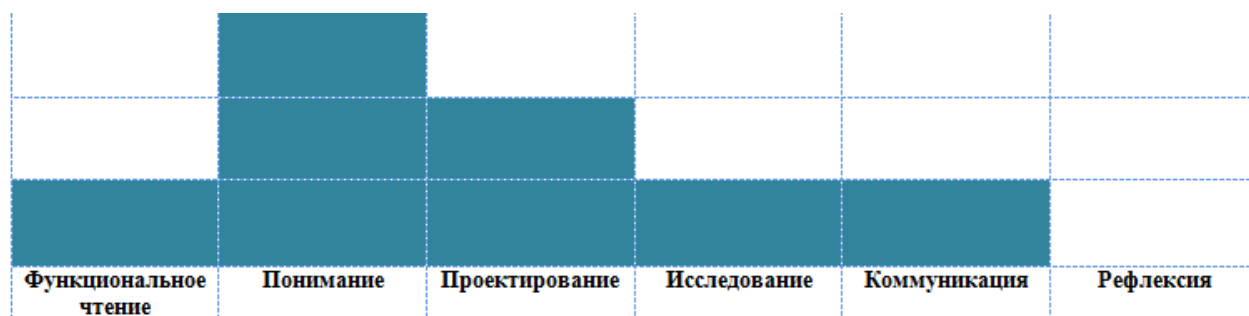 Функциональное Понимание Проектирование Исследование Коммуникация Рефлексия
чтение